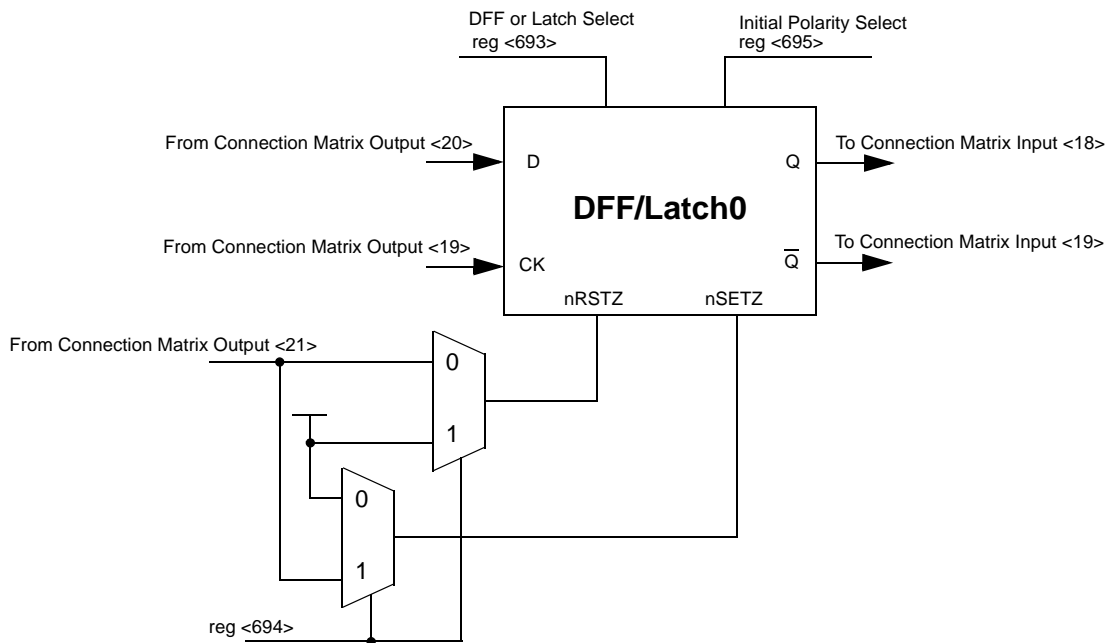 DFF or Latch Select
reg <693>
Initial Polarity Select
reg <695>
From Connection Matrix Output <20>
D
Q
To Connection Matrix Input <18>
DFF/Latch0
From Connection Matrix Output <19>
CK
Q̅
To Connection Matrix Input <19>
nRSTZ
nSETZ
From Connection Matrix Output <21>
0
1
0
1
reg <694>